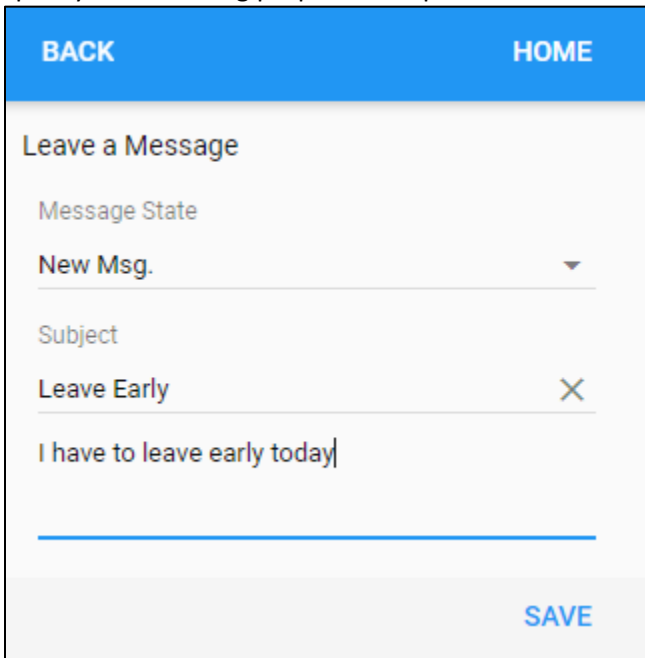 BACK HOME
Leave a Message
Message State
New Msg.
Subject
Leave Early
I have to leave early today
SAVE